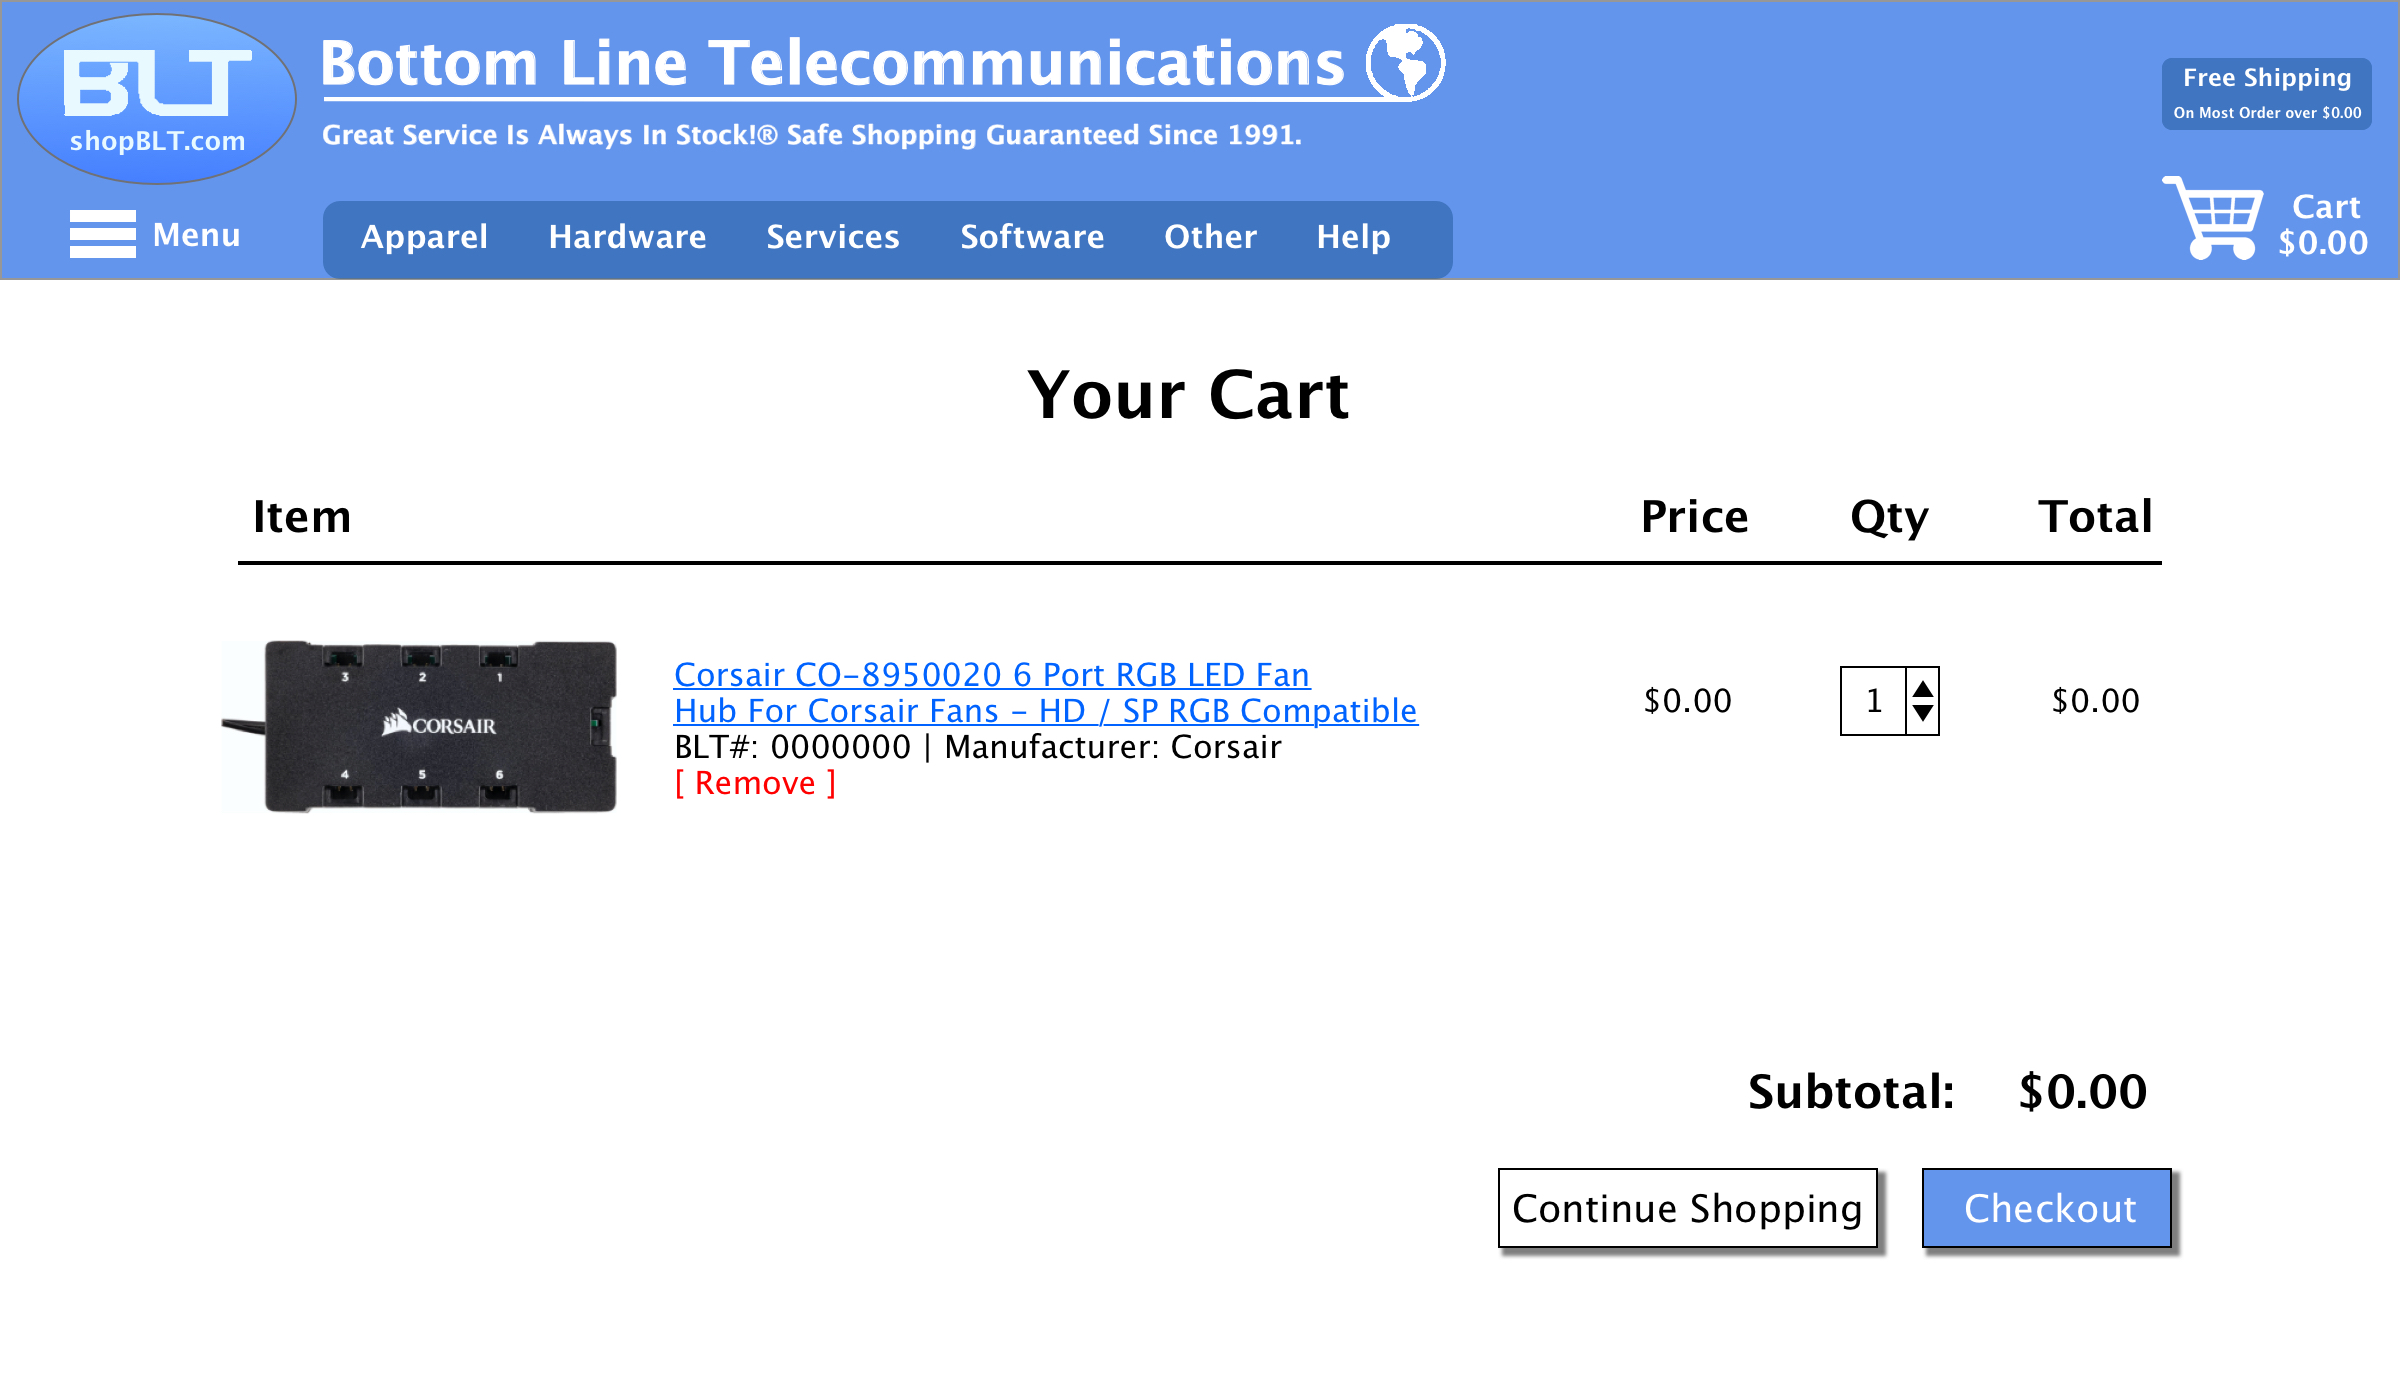 BLT
shopBLT.com
Bottom Line Telecommunications
Great Service Is Always In Stock!® Safe Shopping Guaranteed Since 1991.
Free Shipping
On Most Order over $0.00
Menu
Apparel Hardware Services Software Other Help
Cart
$0.00
Your Cart
Item Price Qty Total
3 2 1
CORSAIR
4 5 6
Corsair CO-8950020 6 Port RGB LED Fan
Hub For Corsair Fans - HD / SP RGB Compatible
BLT#: 0000000 | Manufacturer: Corsair
[ Remove ]
$0.00 1 $0.00
Subtotal: $0.00
Continue Shopping Checkout